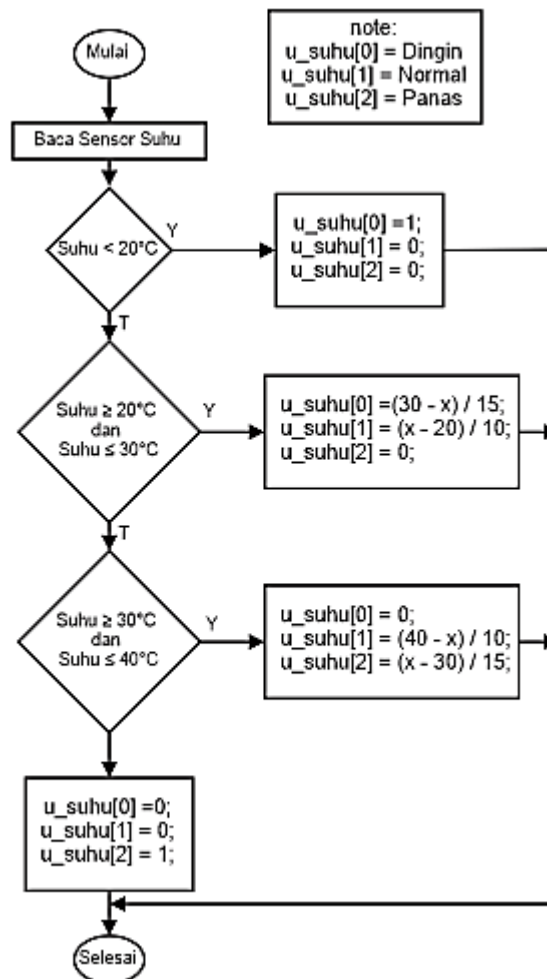 Mulai
note:
u_suhu[0] = Dingin
u_suhu[1] = Normal
u_suhu[2] = Panas
Baca Sensor Suhu
Suhu < 20°C
Y
u_suhu[0] =1;
u_suhu[1] = 0;
u_suhu[2] = 0;
T
Suhu ≥ 20°C
dan
Suhu ≤ 30°C
Y
u_suhu[0] =(30 - x) / 15;
u_suhu[1] = (x - 20) / 10;
u_suhu[2] = 0;
T
Suhu ≥ 30°C
dan
Suhu ≤ 40°C
Y
u_suhu[0] = 0;
u_suhu[1] = (40 - x) / 10;
u_suhu[2] = (x - 30) / 15;
u_suhu[0] =0;
u_suhu[1] = 0;
u_suhu[2] = 1;
Selesai